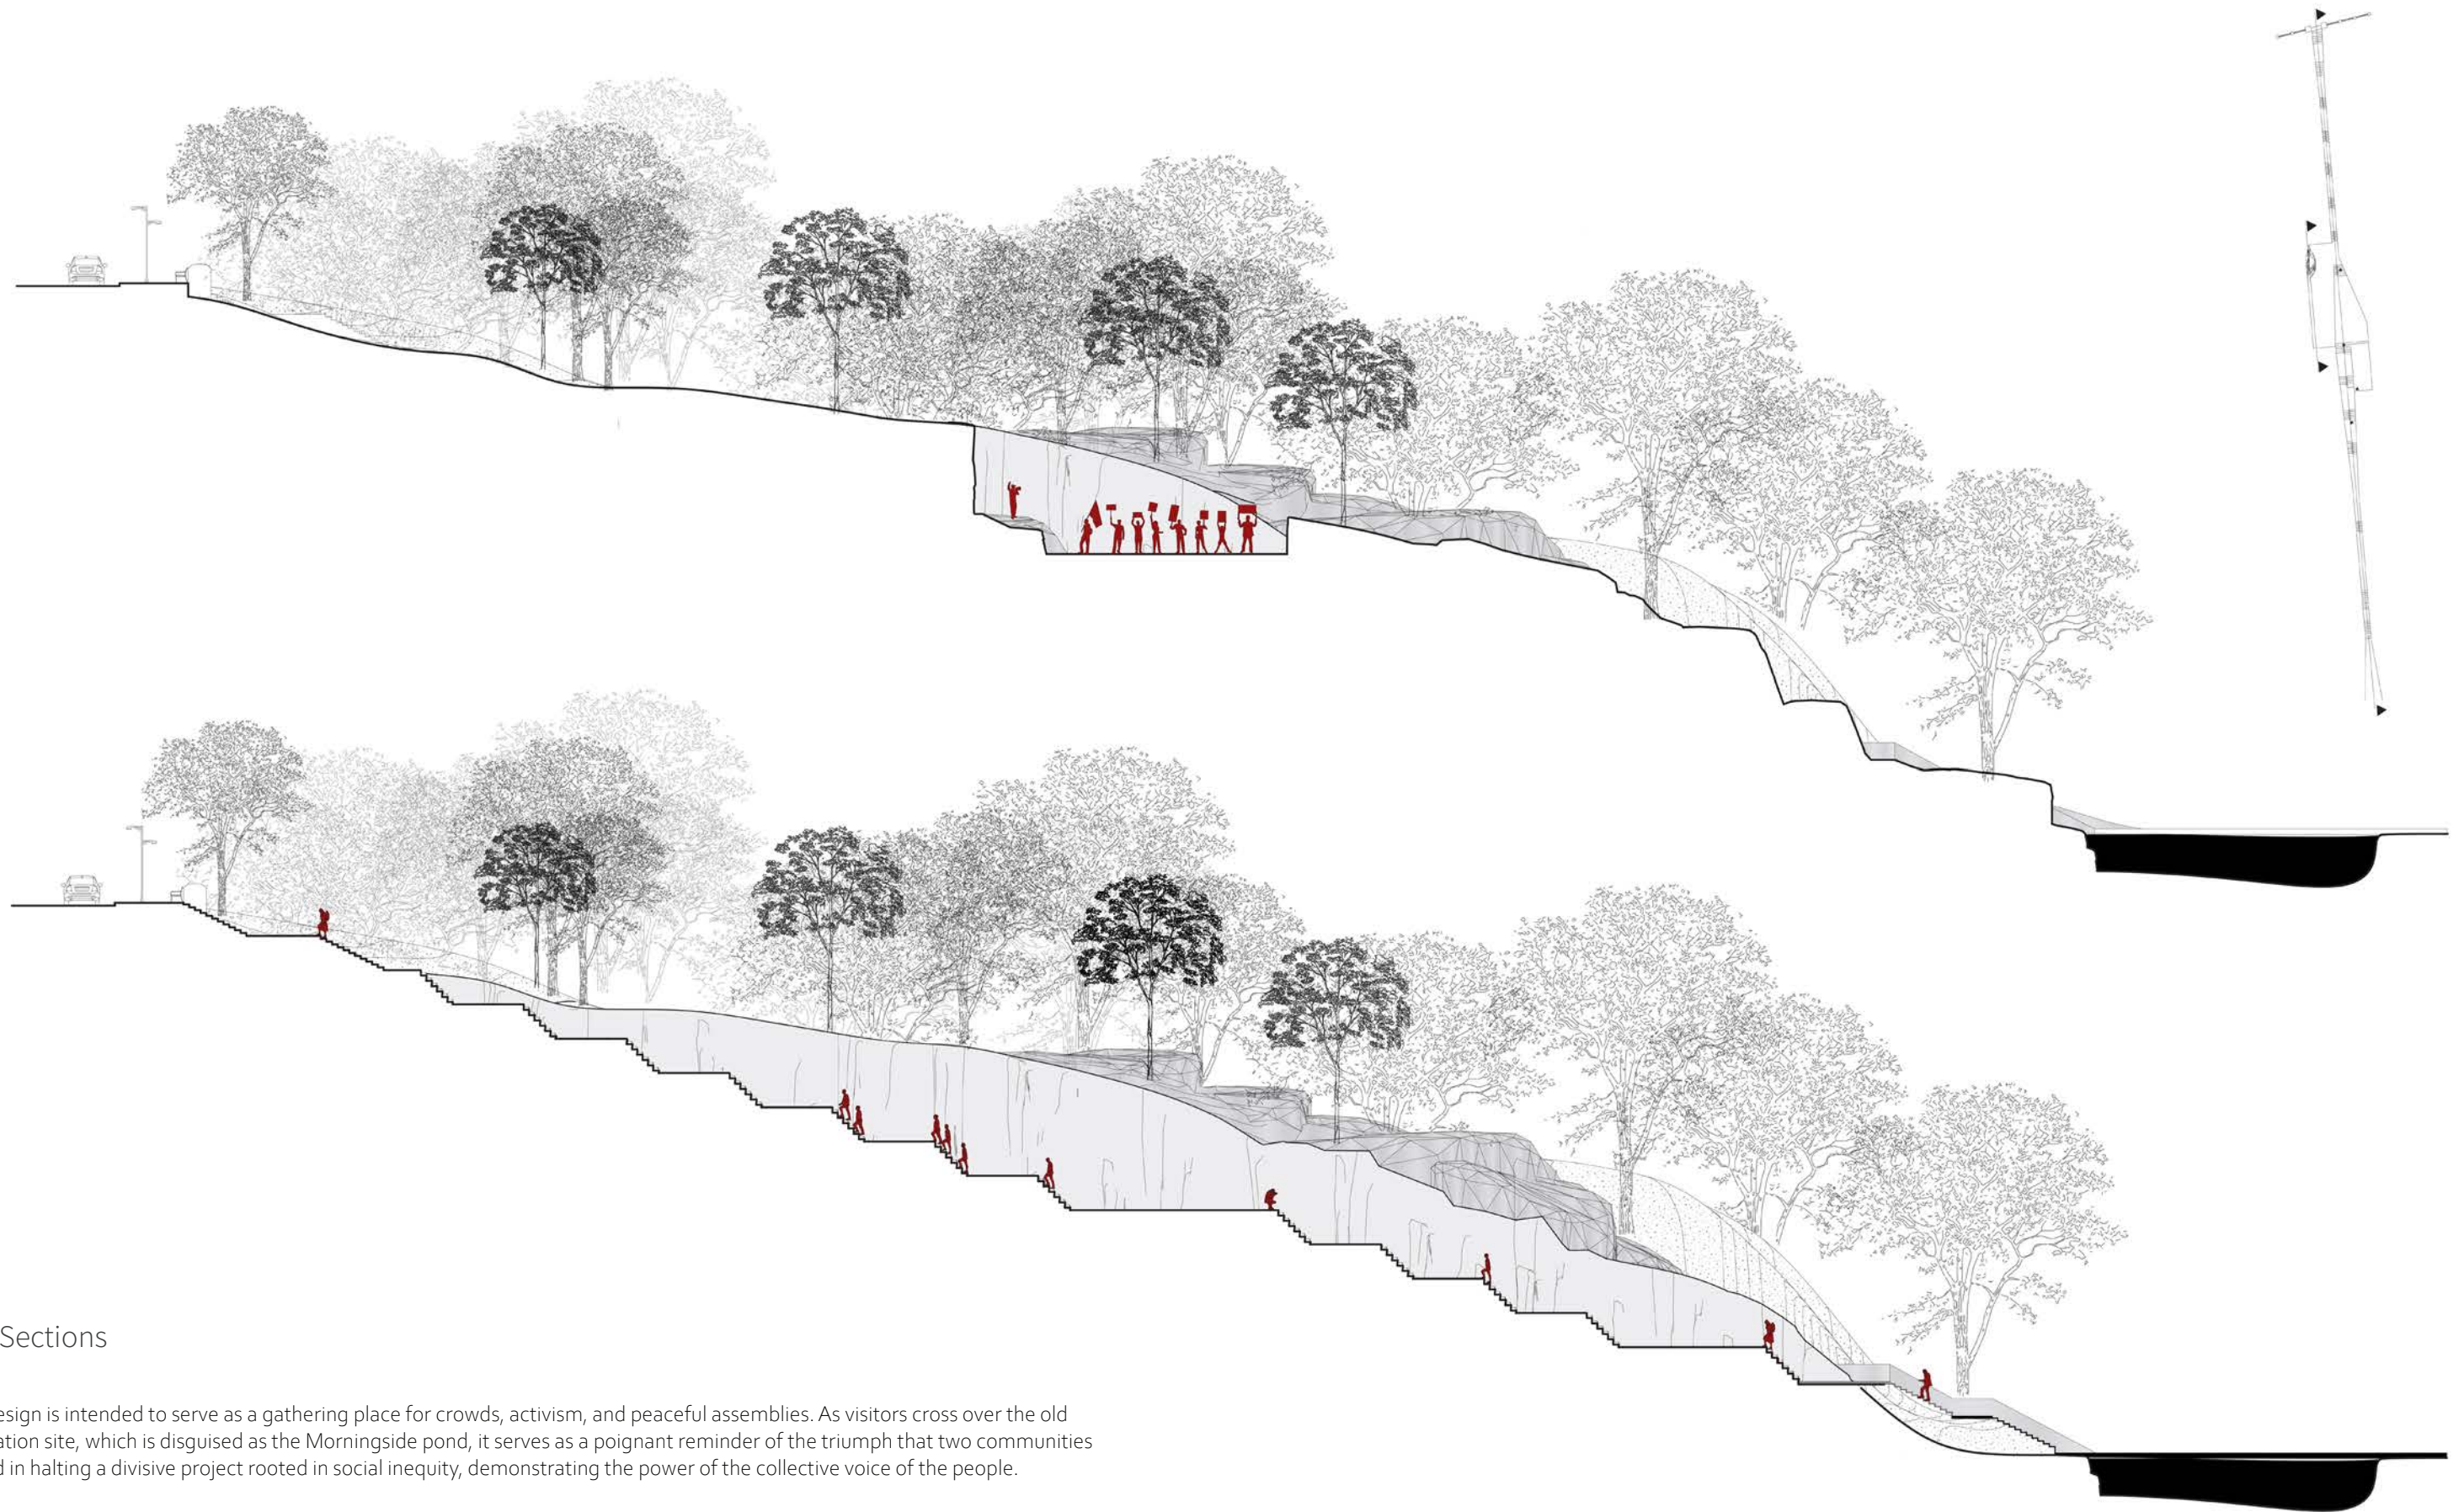 Sections
esign is intended to serve as a gathering place for crowds, activism, and peaceful assemblies. As visitors cross over the old
ation site, which is disguised as the Morningside pond, it serves as a poignant reminder of the triumph that two communities
d in halting a divisive project rooted in social inequity, demonstrating the power of the collective voice of the people.